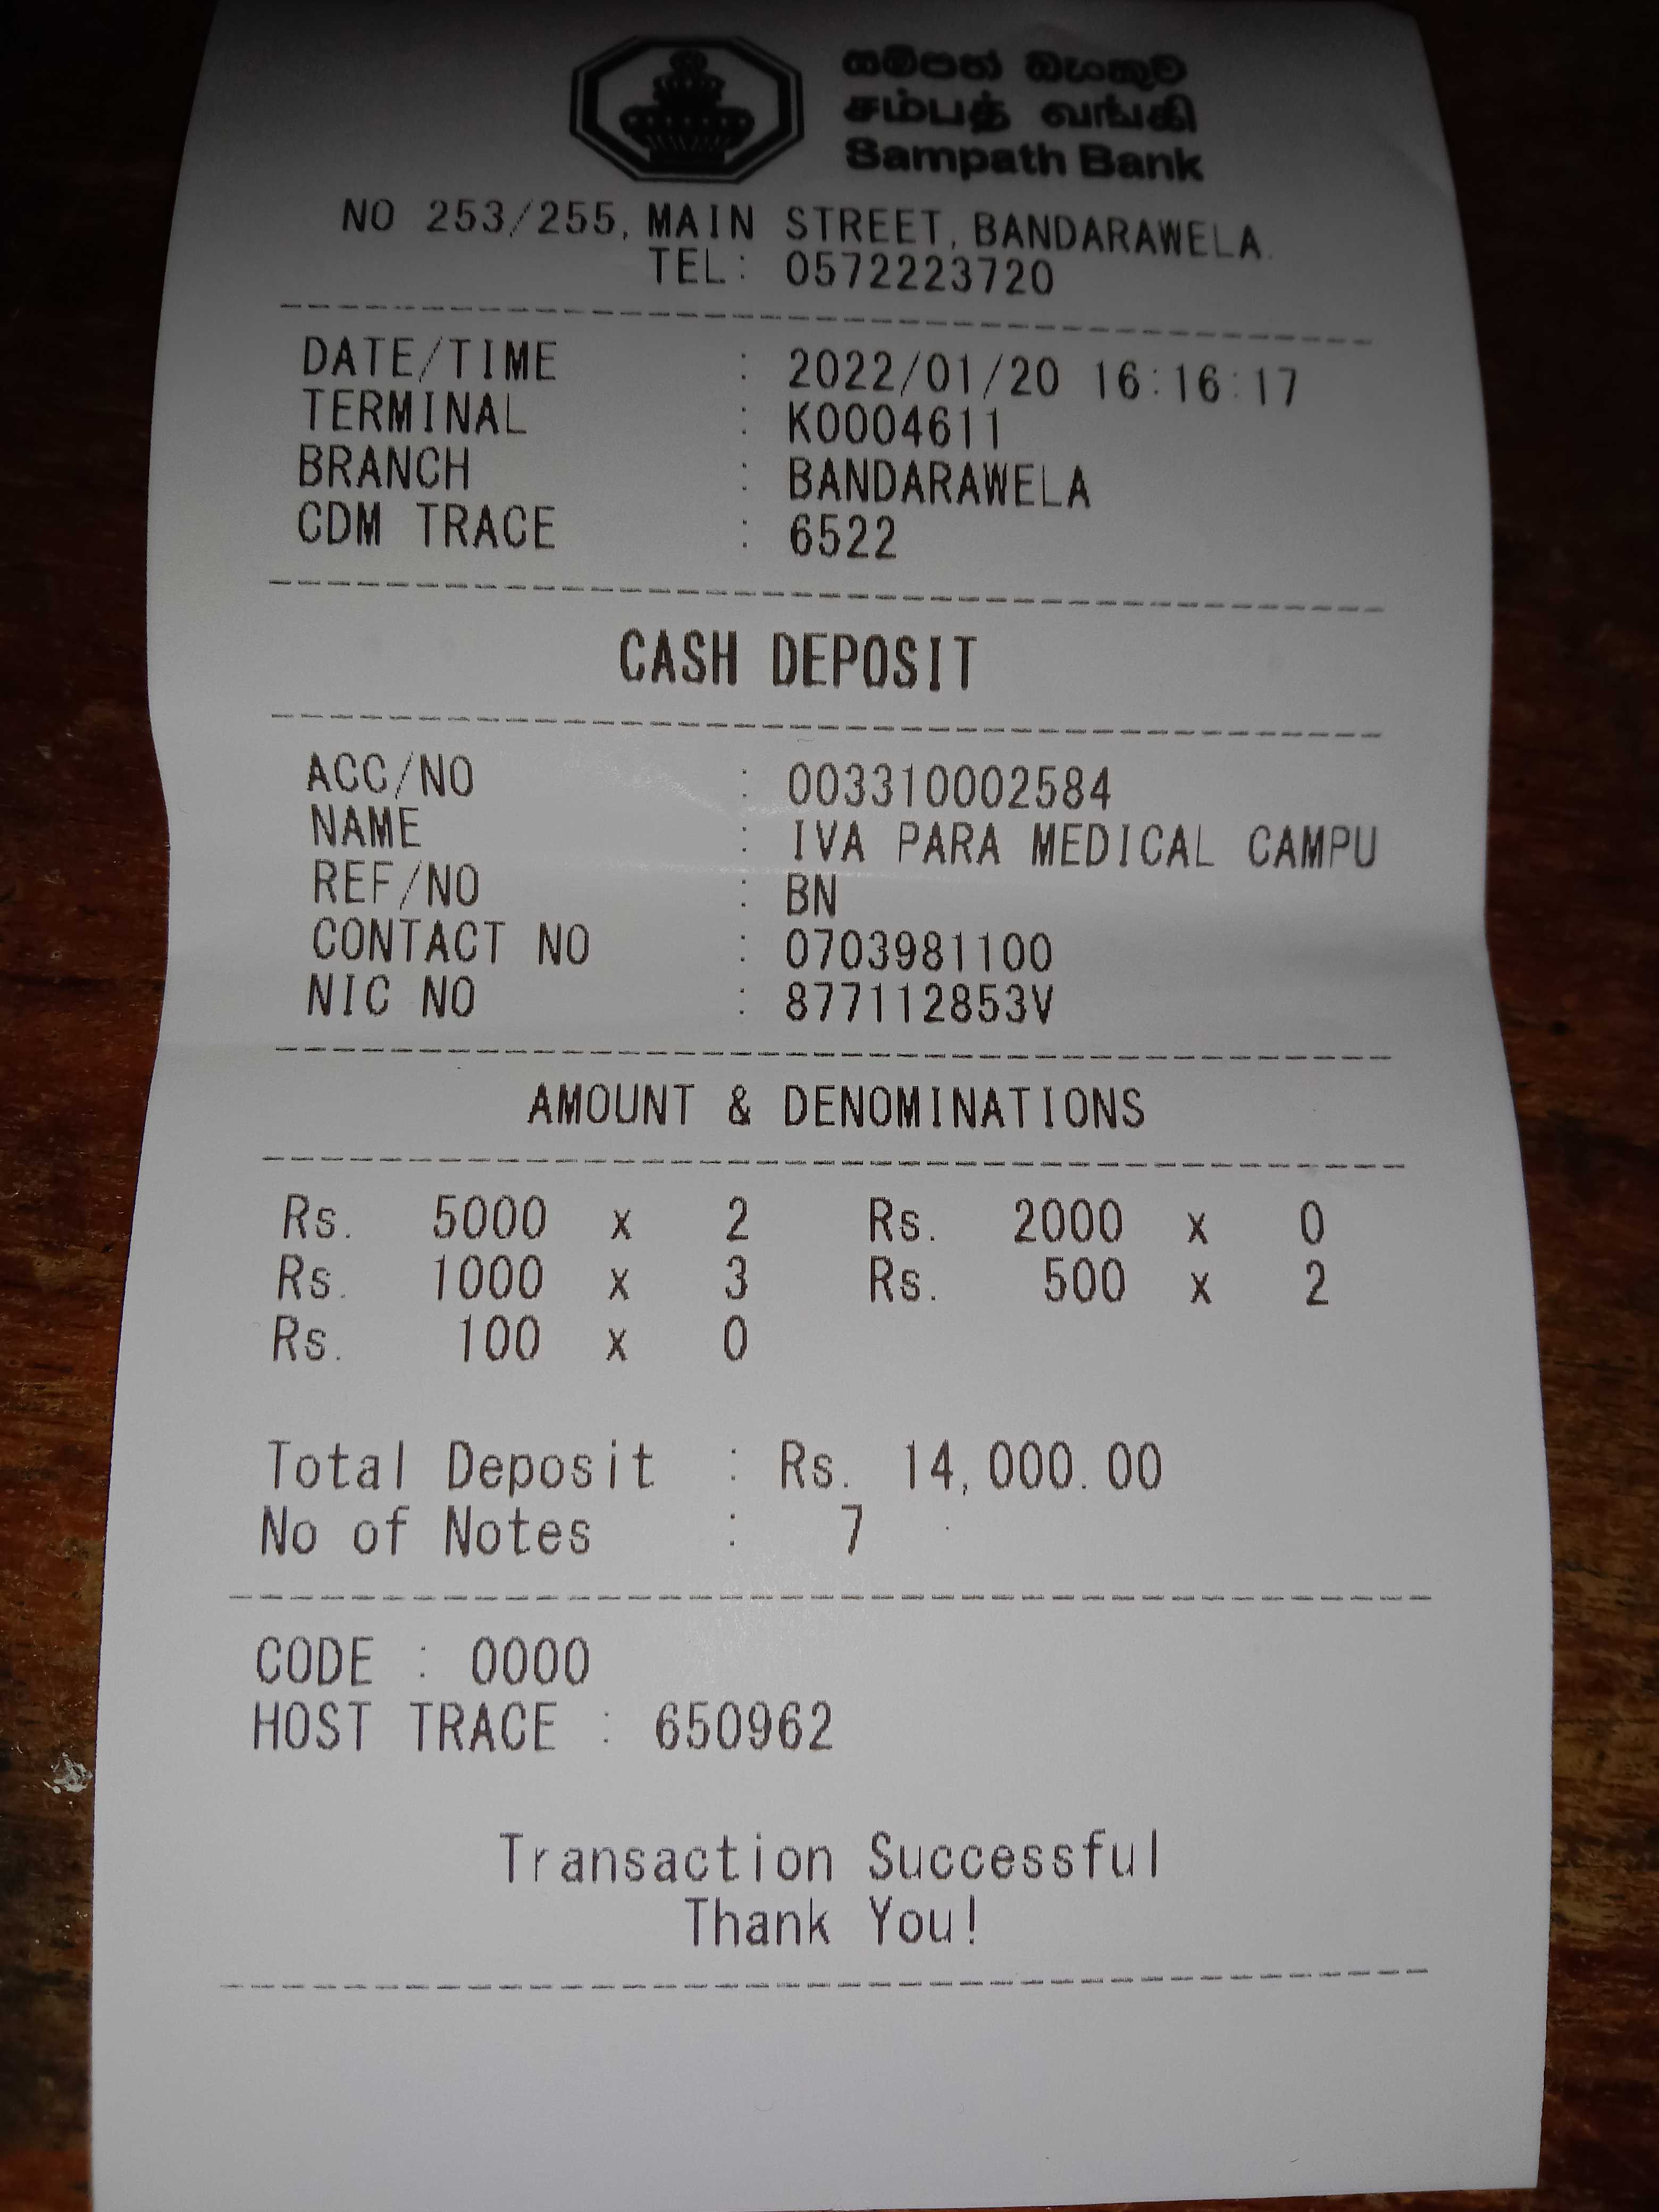 සම්පත් බැංකුව
சம்பத் வங்கி
Sampath Bank
NO 253/255, MAIN STREET, BANDARAWELA.
TEL: 0572223720
DATE/TIME : 2022/01/20 16:16:17
TERMINAL : K0004611
BRANCH : BANDARAWELA
CDM TRACE : 6522
CASH DEPOSIT
ACC/NO : 003310002584
NAME : IVA PARA MEDICAL CAMPU
REF/NO : BN
CONTACT NO : 0703981100
NIC NO : 877112853V
AMOUNT & DENOMINATIONS
Rs. 5000 x 2 Rs. 2000 x 0
Rs. 1000 x 3 Rs. 500 x 2
Rs. 100 x 0
Total Deposit : Rs. 14,000.00
No of Notes : 7
CODE : 0000
HOST TRACE : 650962
Transaction Successful
Thank You!